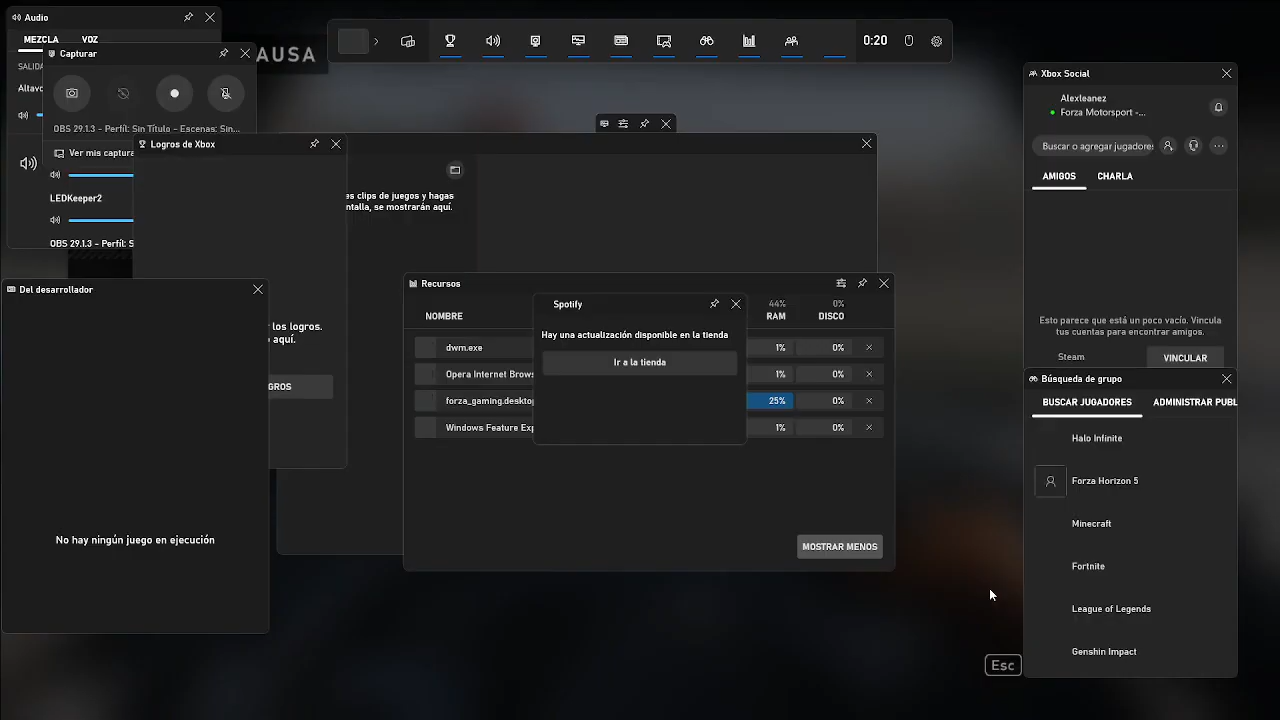 Audio
MEZCLA VOZ
SALIDA
Altavo
Capturar
OBS 29.1.3 - Perfil: Sin Título - Escenas: Sin...
Ver mis captura
LEDKeeper2
OBS 29.1.3 - Perfil: S
AUSA
0:20
Logros de Xbox
r los logros.
aquí.
GROS
es clips de juegos y hagas
ntalla, se mostrarán aquí.
Del desarrollador
No hay ningún juego en ejecución
Recursos
NOMBRE
44%
RAM
0%
DISCO
dwm.exe 1% 0%
Opera Internet Brows 1% 0%
forza_gaming.desktop 25% 0%
Windows Feature Exp 1% 0%
MOSTRAR MENOS
Spotify
Hay una actualización disponible en la tienda
Ir a la tienda
Xbox Social
Alexleanez
Forza Motorsport -...
Buscar o agregar jugadores
AMIGOS CHARLA
Esto parece que está un poco vacío. Vincula
tus cuentas para encontrar amigos.
Steam VINCULAR
Búsqueda de grupo
BUSCAR JUGADORES ADMINISTRAR PUBL
Halo Infinite
Forza Horizon 5
Minecraft
Fortnite
League of Legends
Genshin Impact
Esc